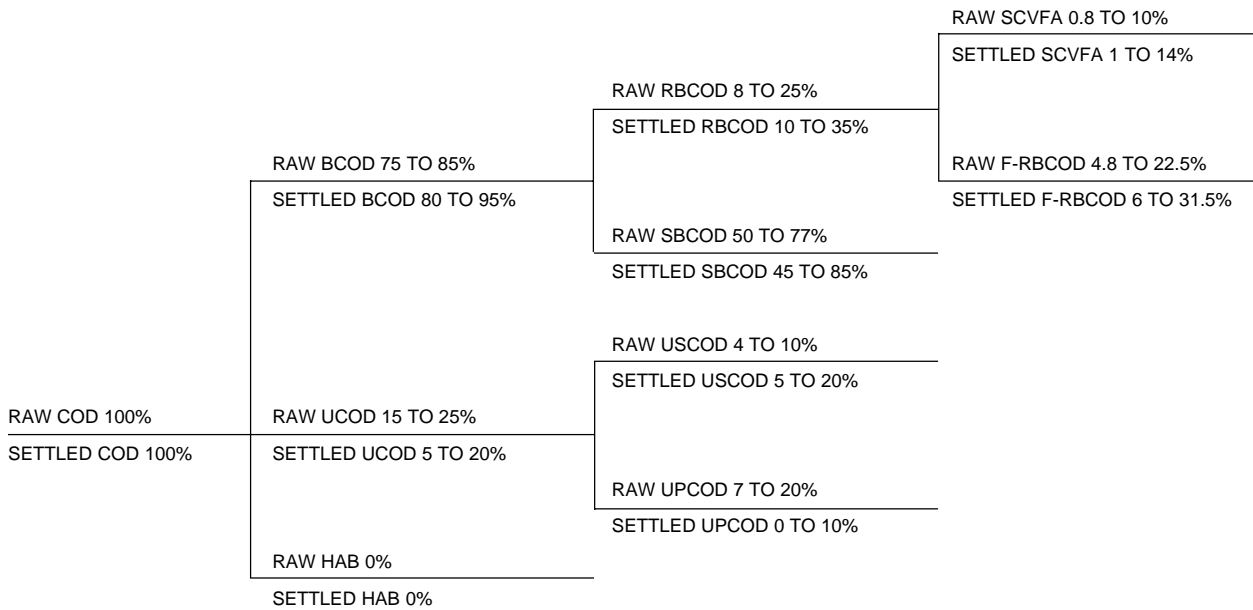 RAW SCVFA 0.8 TO 10%
SETTLED SCVFA 1 TO 14%
RAW RBCOD 8 TO 25%
SETTLED RBCOD 10 TO 35%
RAW BCOD 75 TO 85%
SETTLED BCOD 80 TO 95%
RAW F-RBCOD 4.8 TO 22.5%
SETTLED F-RBCOD 6 TO 31.5%
RAW SBCOD 50 TO 77%
SETTLED SBCOD 45 TO 85%
RAW USCOD 4 TO 10%
SETTLED USCOD 5 TO 20%
RAW COD 100%
SETTLED COD 100%
RAW UCOD 15 TO 25%
SETTLED UCOD 5 TO 20%
RAW UPCOD 7 TO 20%
SETTLED UPCOD 0 TO 10%
RAW HAB 0%
SETTLED HAB 0%